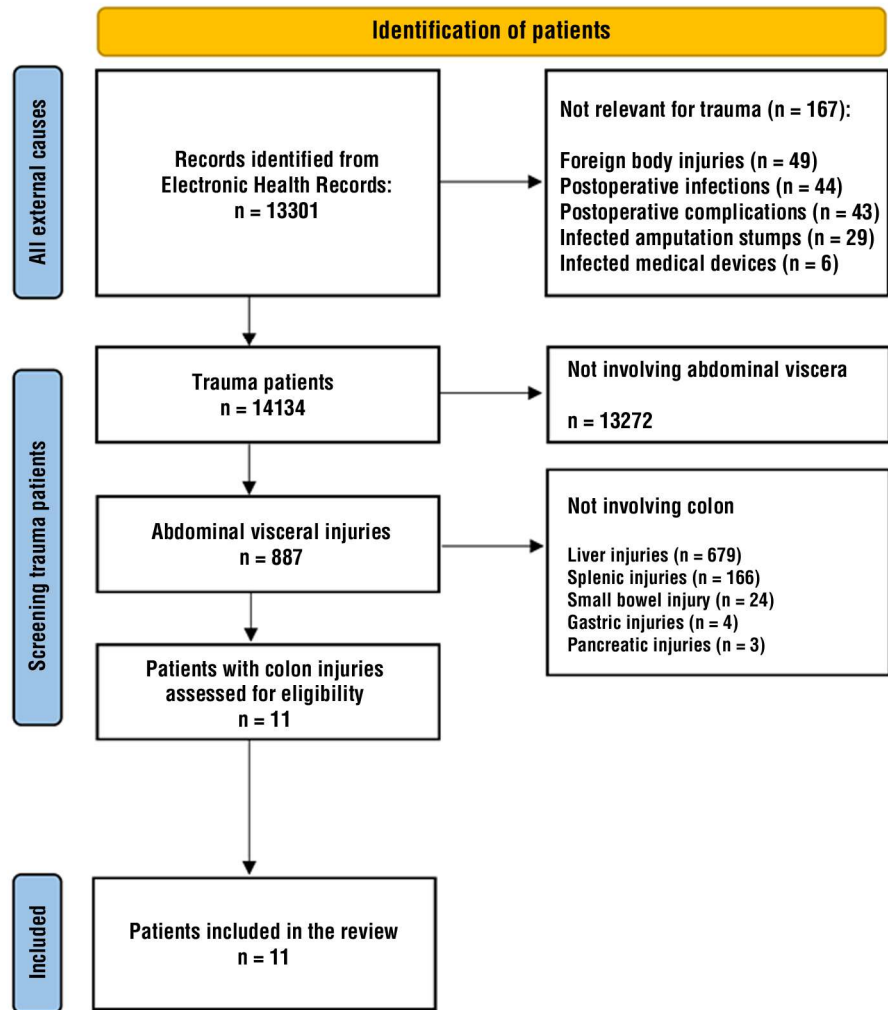 Identification of patients
All external causes
Records identified from
Electronic Health Records:
n = 13301
Not relevant for trauma (n = 167):
Foreign body injuries (n = 49)
Postoperative infections (n = 44)
Postoperative complications (n = 43)
Infected amputation stumps (n = 29)
Infected medical devices (n = 6)
Screening trauma patients
Trauma patients
n = 14134
Not involving abdominal viscera
n = 13272
Abdominal visceral injuries
n = 887
Not involving colon
Liver injuries (n = 679)
Splenic injuries (n = 166)
Small bowel injury (n = 24)
Gastric injuries (n = 4)
Pancreatic injuries (n = 3)
Patients with colon injuries
assessed for eligibility
n = 11
Included
Patients included in the review
n = 11